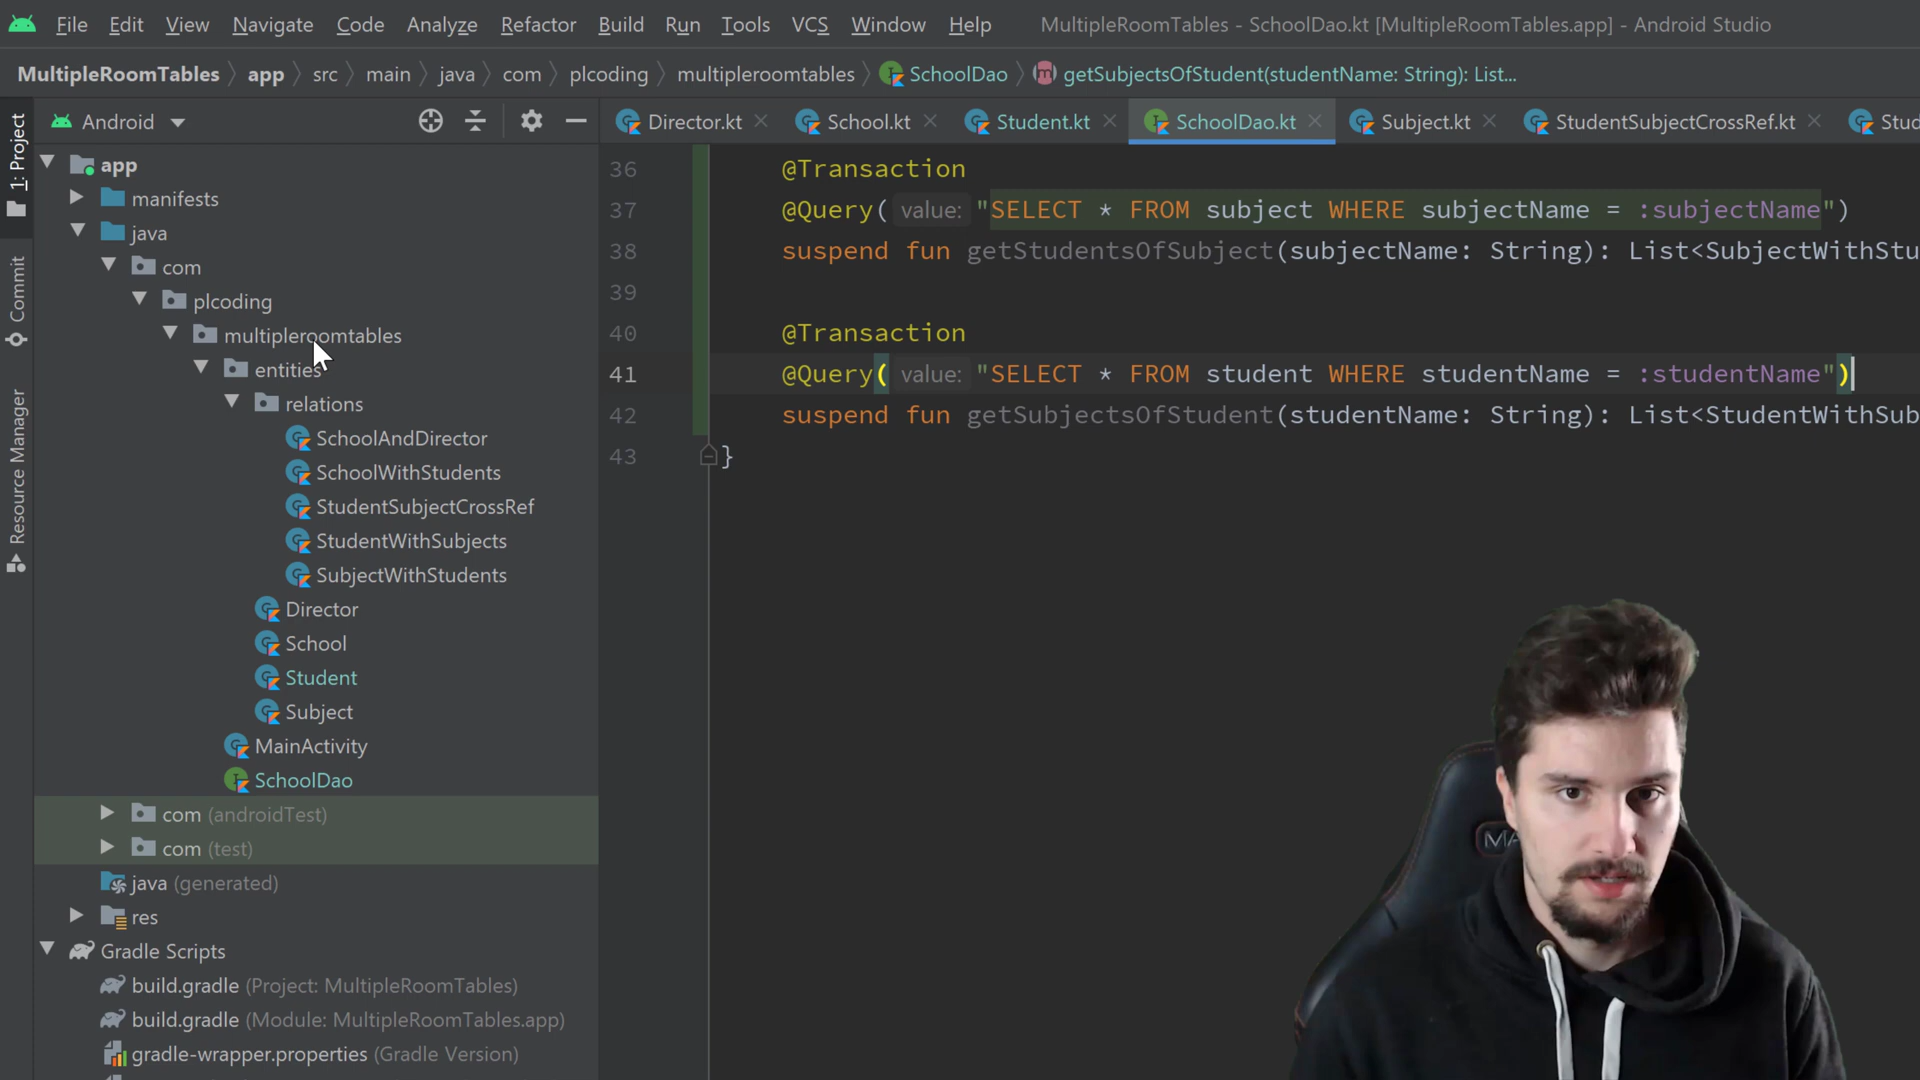 File Edit View Navigate Code Analyze Refactor Build Run Tools VCS Window Help MultipleRoomTables - SchoolDao.kt [MultipleRoomTables.app] - Android Studio
MultipleRoomTables app src main java com plcoding multipleroomtables SchoolDao getSubjectsOfStudent(studentName: String): List...
1: Project
Commit
Resource Manager
Android
app
manifests
java
com
plcoding
multipleroomtables
entities
relations
SchoolAndDirector
SchoolWithStudents
StudentSubjectCrossRef
StudentWithSubjects
SubjectWithStudents
Director
School
Student
Subject
MainActivity
SchoolDao
com (androidTest)
com (test)
java (generated)
res
Gradle Scripts
build.gradle (Project: MultipleRoomTables)
build.gradle (Module: MultipleRoomTables.app)
gradle-wrapper.properties (Gradle Version)
Director.kt School.kt Student.kt SchoolDao.kt Subject.kt StudentSubjectCrossRef.kt Stud
36 @Transaction
37 @Query( value: "SELECT * FROM subject WHERE subjectName = :subjectName")
38 suspend fun getStudentsOfSubject(subjectName: String): List<SubjectWithStu
39
40 @Transaction
41 @Query( value: "SELECT * FROM student WHERE studentName = :studentName")
42 suspend fun getSubjectsOfStudent(studentName: String): List<StudentWithSub
43 }